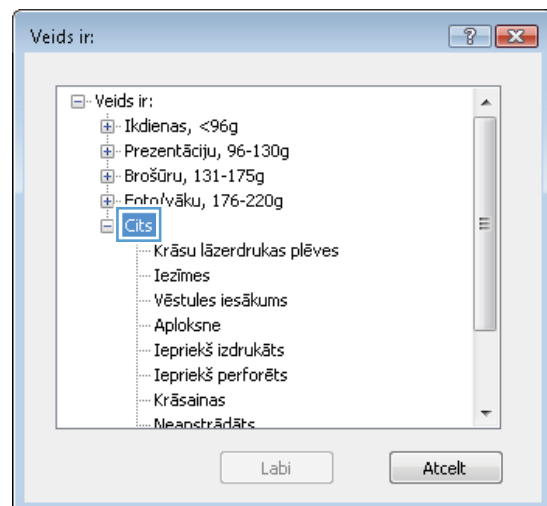 Veids ir:
Veids ir:
Ikdienas, <96g
Prezentāciju, 96-130g
Brošūru, 131-175g
Foto/vāku, 176-220g
Cits
Krāsu lāzerdrukas plēves
Iezīmes
Vēstules iesākums
Aploksne
Iepriekš izdrukāts
Iepriekš perforēts
Krāsainas
Neapstrādāts
Labi
Atcelt